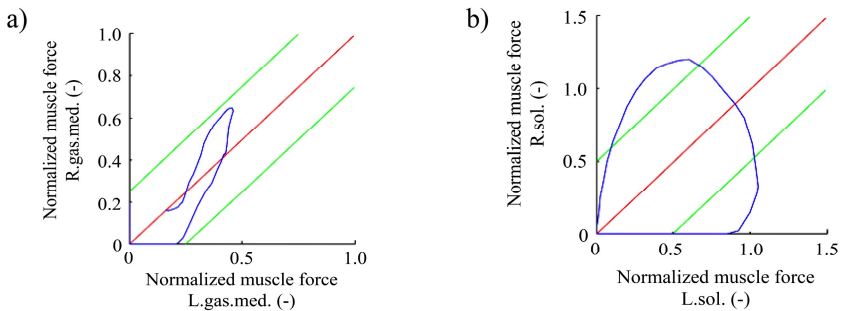 a)
Normalized muscle force
R.gas.med. (-)
1.0
0.8
0.6
0.4
0.2
0
0
0.5
1.0
Normalized muscle force
L.gas.med. (-)
b)
Normalized muscle force
R.sol. (-)
1.5
1.0
0.5
0
0
0.5
1.0
1.5
Normalized muscle force
L.sol. (-)